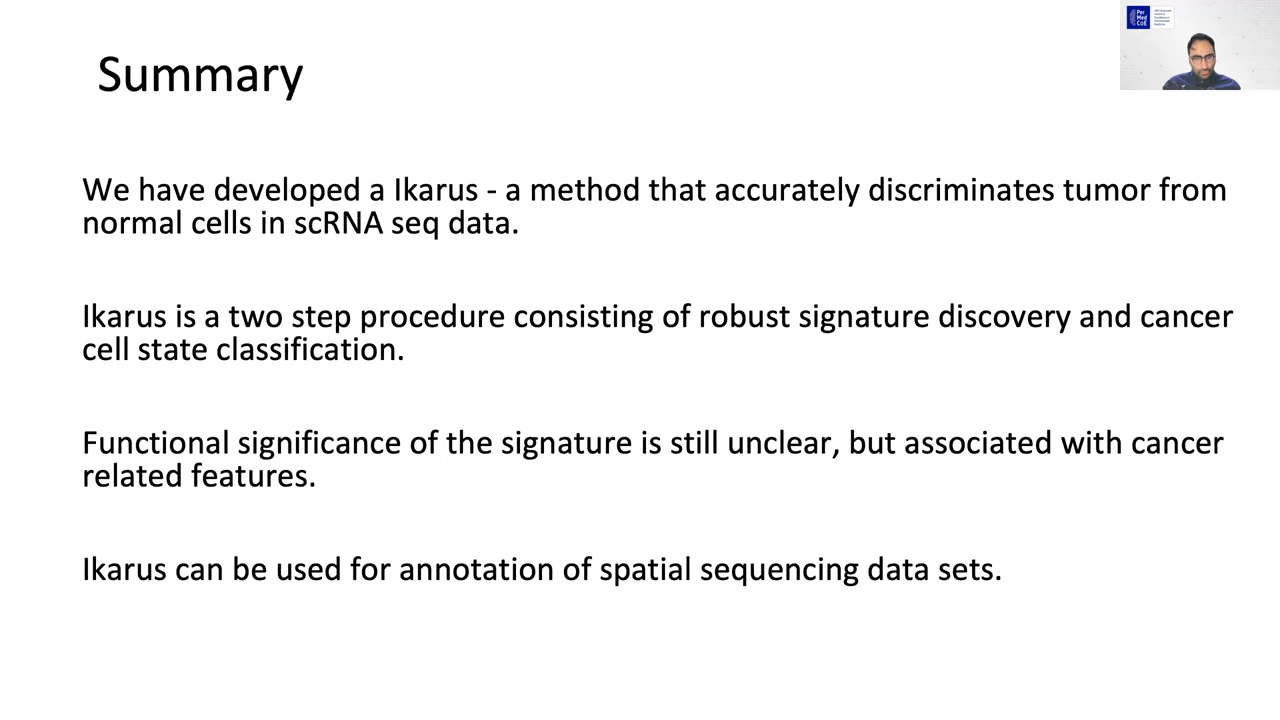 Summary
Per
Med
CoE
We have developed a Ikarus - a method that accurately discriminates tumor from
normal cells in scRNA seq data.
Ikarus is a two step procedure consisting of robust signature discovery and cancer
cell state classification.
Functional significance of the signature is still unclear, but associated with cancer
related features.
Ikarus can be used for annotation of spatial sequencing data sets.